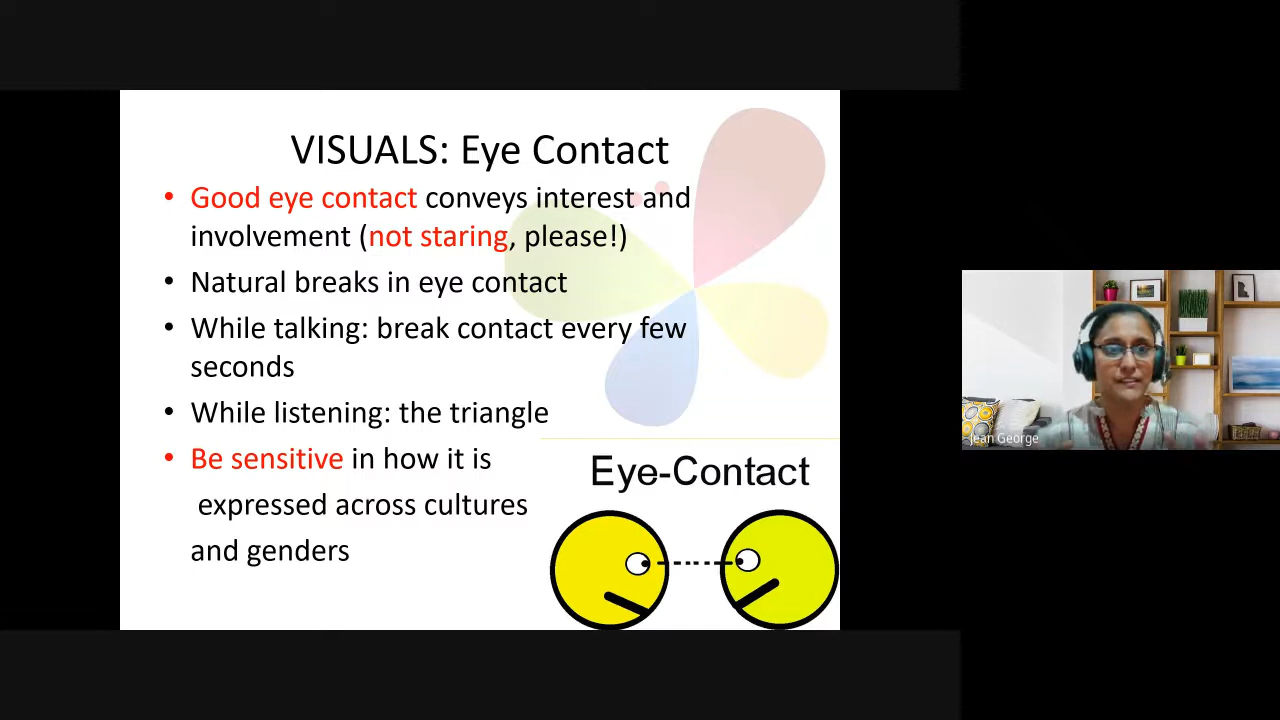 VISUALS: Eye Contact
• Good eye contact conveys interest and
involvement (not staring, please!)
• Natural breaks in eye contact
• While talking: break contact every few
seconds
• While listening: the triangle
• Be sensitive in how it is
expressed across cultures
and genders
Eye-Contact
Jean George